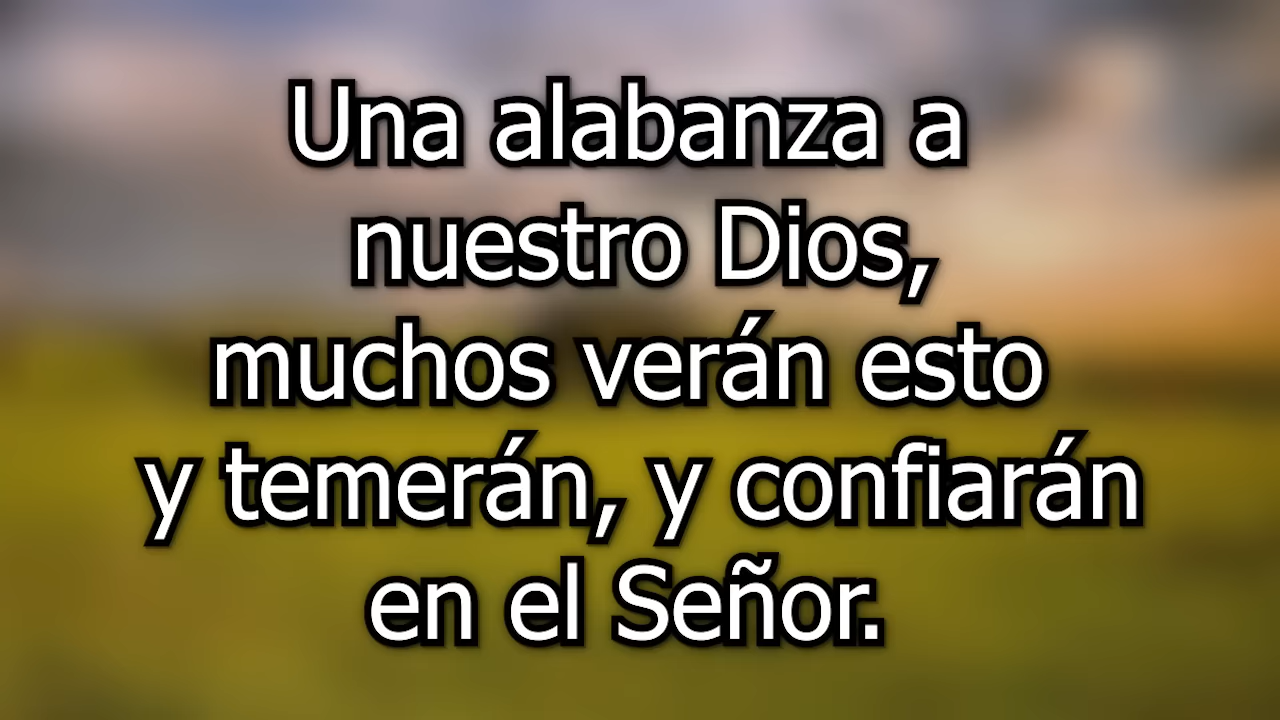 Una alabanza a
nuestro Dios,
muchos verán esto
y temerán, y confiarán
en el Señor.